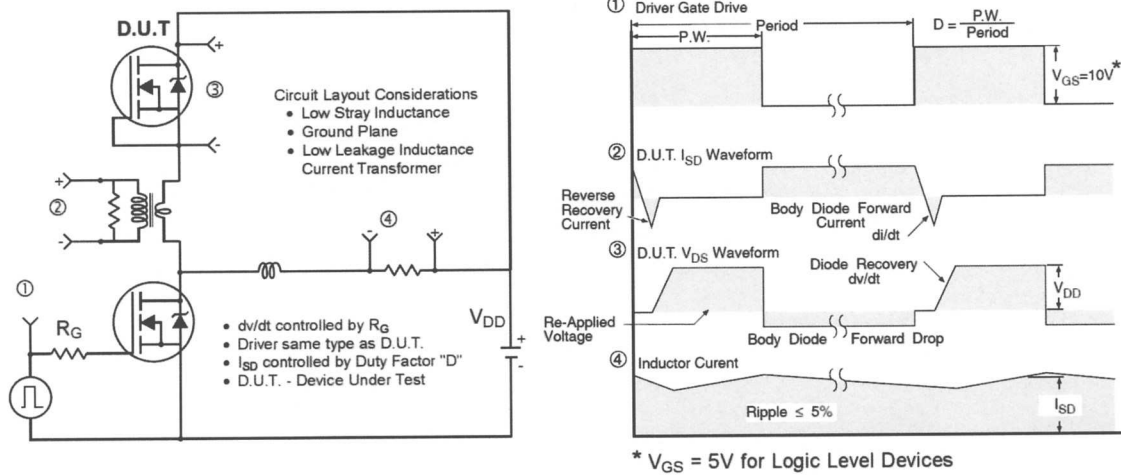 D.U.T
+
③
-
Circuit Layout Considerations
• Low Stray Inductance
• Ground Plane
• Low Leakage Inductance
Current Transformer
+
②
-
④
-
+
①
R_G
V_DD
+
-
• dv/dt controlled by R_G
• Driver same type as D.U.T.
• I_SD controlled by Duty Factor "D"
• D.U.T. - Device Under Test
① Driver Gate Drive
Period
P.W.
D = P.W. / Period
V_GS=10V *
② D.U.T. I_SD Waveform
Reverse
Recovery
Current
Body Diode Forward
Current
di/dt
③ D.U.T. V_DS Waveform
Diode Recovery
dv/dt
V_DD
Re-Applied
Voltage
Body Diode Forward Drop
④ Inductor Curent
Ripple ≤ 5%
I_SD
* V_GS = 5V for Logic Level Devices